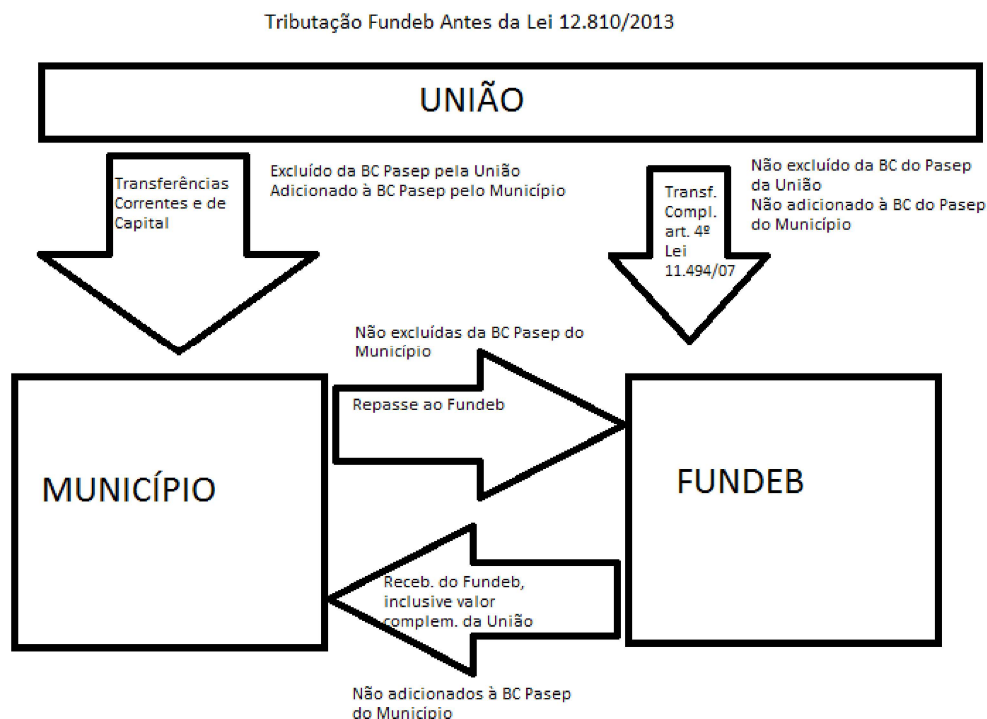 Tributação Fundeb Antes da Lei 12.810/2013
UNIÃO
Transferências
Correntes e de
Capital
Excluído da BC Pasep pela União
Adicionado à BC Pasep pelo Município
Transf.
Compl.
art. 4º
Lei
11.494/07
Não excluído da BC do Pasep
da União
Não adicionado à BC do Pasep
do Município
Não excluídas da BC Pasep do
Município
Repasse ao Fundeb
MUNICÍPIO
FUNDEB
Receb. do Fundeb,
inclusive valor
complem. da União
Não adicionados à BC Pasep
do Município